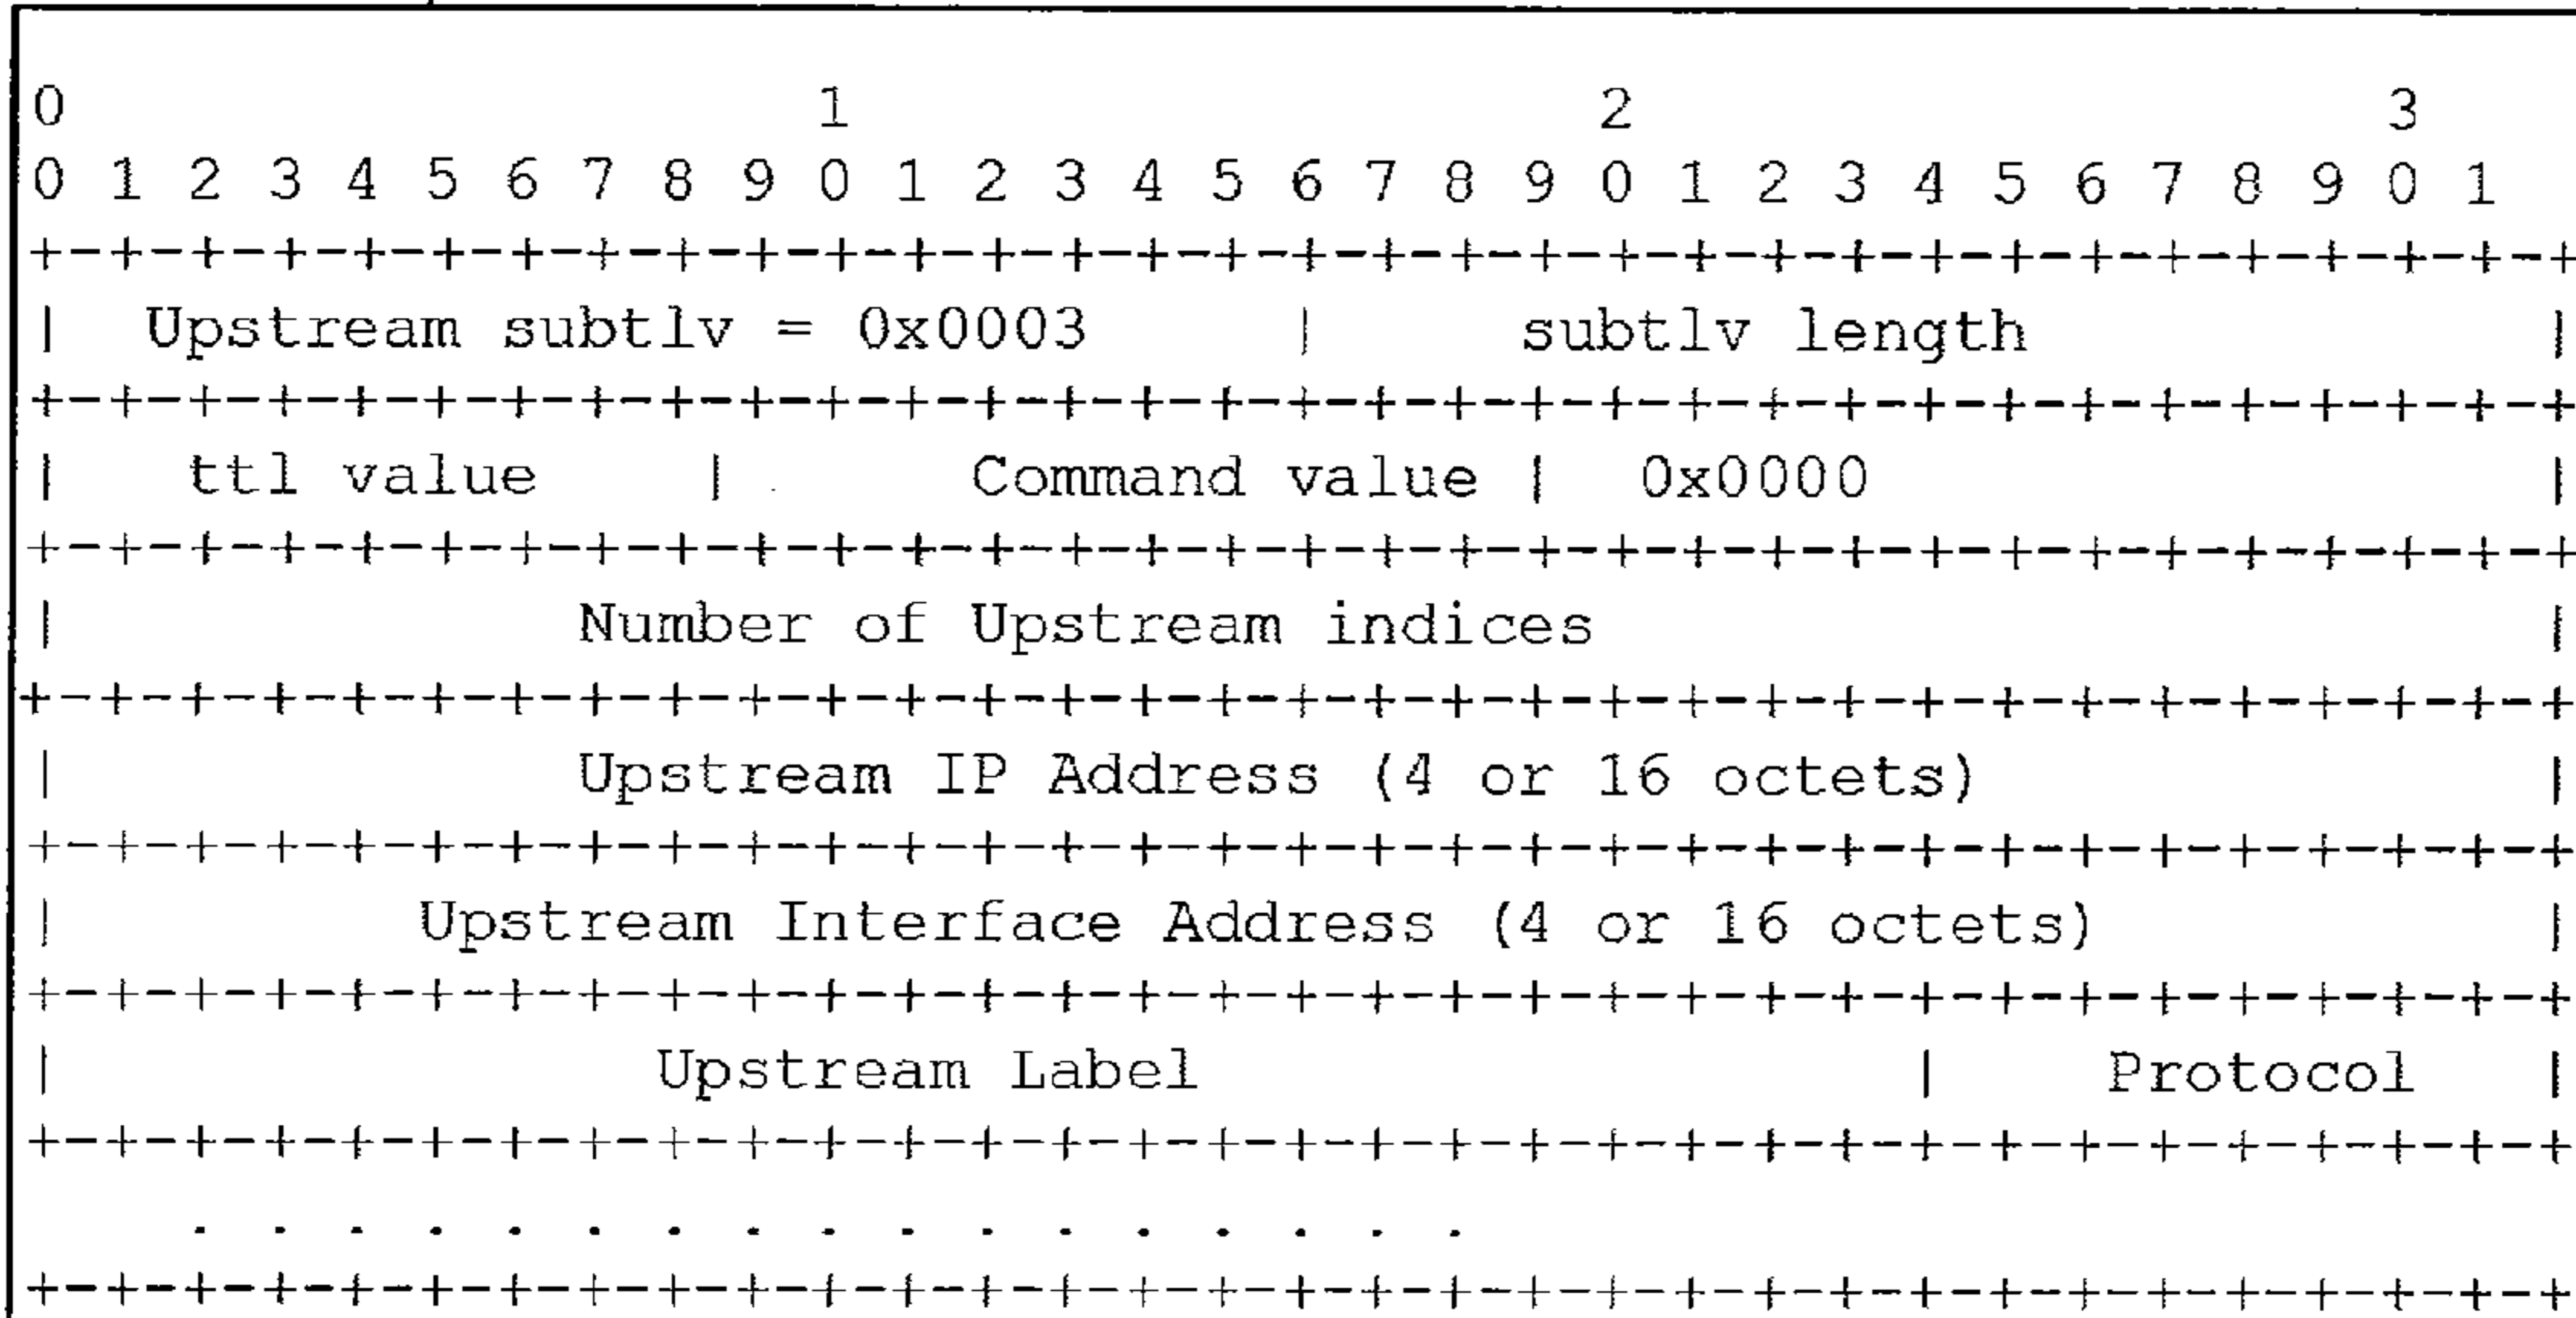 0                   1                   2                   3
0 1 2 3 4 5 6 7 8 9 0 1 2 3 4 5 6 7 8 9 0 1 2 3 4 5 6 7 8 9 0 1
+-+-+-+-+-+-+-+-+-+-+-+-+-+-+-+-+-+-+-+-+-+-+-+-+-+-+-+-+-+-+-+-+
|  Upstream subtlv = 0x0003     |     subtlv length             |
+-+-+-+-+-+-+-+-+-+-+-+-+-+-+-+-+-+-+-+-+-+-+-+-+-+-+-+-+-+-+-+-+
|   ttl value    |      Command value |  0x0000                 |
+-+-+-+-+-+-+-+-+-+-+-+-+-+-+-+-+-+-+-+-+-+-+-+-+-+-+-+-+-+-+-+-+
|             Number of Upstream indices                        |
+-+-+-+-+-+-+-+-+-+-+-+-+-+-+-+-+-+-+-+-+-+-+-+-+-+-+-+-+-+-+-+-+
|             Upstream IP Address (4 or 16 octets)              |
+-+-+-+-+-+-+-+-+-+-+-+-+-+-+-+-+-+-+-+-+-+-+-+-+-+-+-+-+-+-+-+-+
|         Upstream Interface Address (4 or 16 octets)           |
+-+-+-+-+-+-+-+-+-+-+-+-+-+-+-+-+-+-+-+-+-+-+-+-+-+-+-+-+-+-+-+-+
|               Upstream Label                  |    Protocol   |
+-+-+-+-+-+-+-+-+-+-+-+-+-+-+-+-+-+-+-+-+-+-+-+-+-+-+-+-+-+-+-+-+
    . . . . . . . . . . . . . . . . .
+-+-+-+-+-+-+-+-+-+-+-+-+-+-+-+-+-+-+-+-+-+-+-+-+-+-+-+-+-+-+-+-+